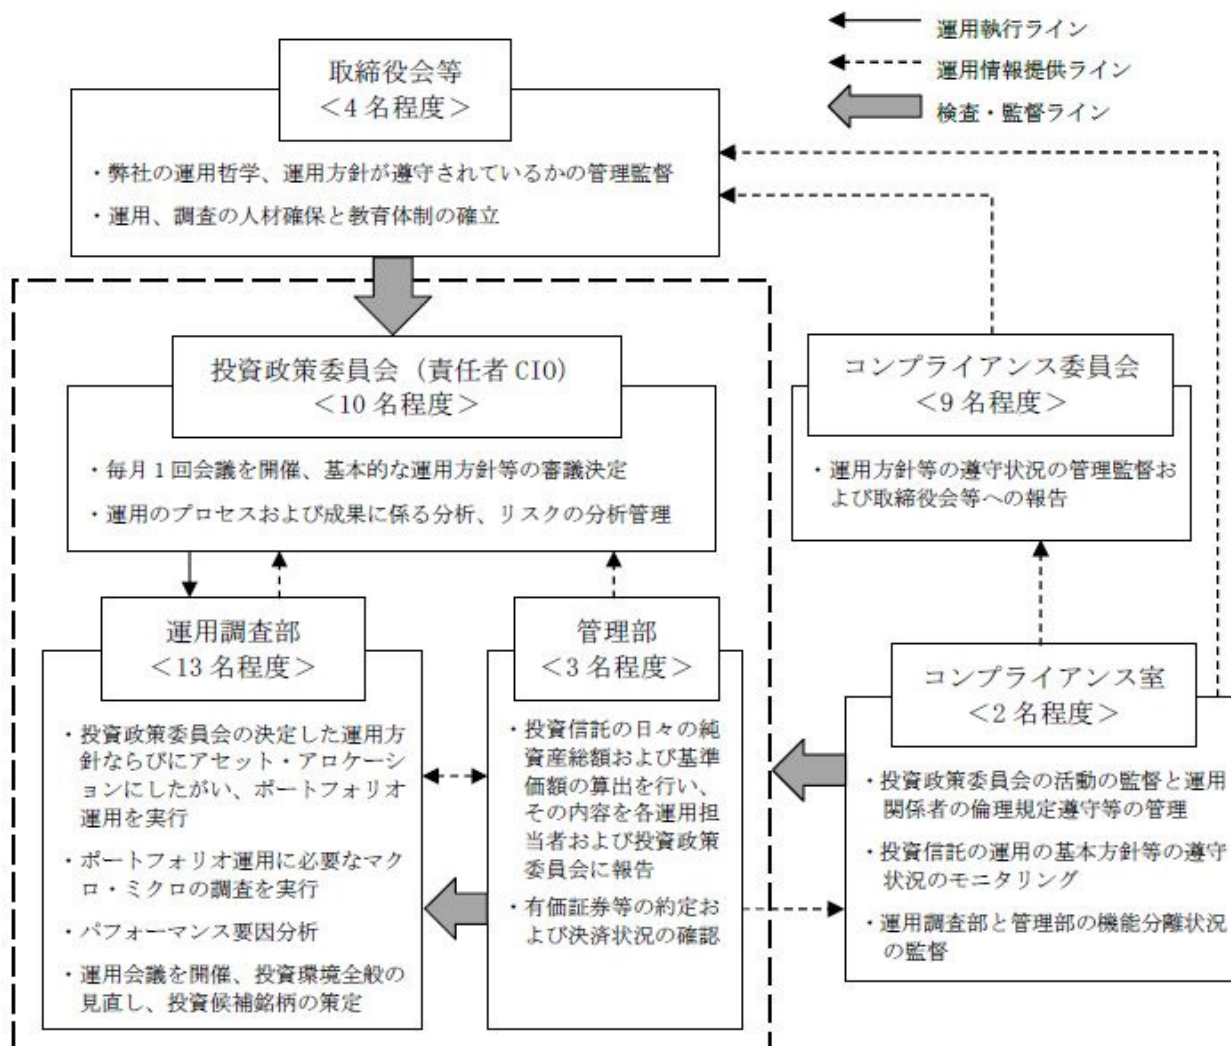 運用執行ライン
運用情報提供ライン
検査・監督ライン
取締役会等
＜4 名程度＞
・弊社の運用哲学、運用方針が遵守されているかの管理監督
・運用、調査の人材確保と教育体制の確立
投資政策委員会（責任者 CIO）
＜10 名程度＞
・毎月１回会議を開催、基本的な運用方針等の審議決定
・運用のプロセスおよび成果に係る分析、リスクの分析管理
コンプライアンス委員会
＜9 名程度＞
・運用方針等の遵守状況の管理監督お
よび取締役会等への報告
運用調査部
＜13 名程度＞
・投資政策委員会の決定した運用方
針ならびにアセット・アロケーシ
ョンにしたがい、ポートフォリオ
運用を実行
・ポートフォリオ運用に必要なマク
ロ・ミクロの調査を実行
・パフォーマンス要因分析
・運用会議を開催、投資環境全般の
見直し、投資候補銘柄の策定
管理部
＜3 名程度＞
・投資信託の日々の純
資産総額および基準
価額の算出を行い、
その内容を各運用担
当者および投資政策
委員会に報告
・有価証券等の約定お
よび決済状況の確認
コンプライアンス室
＜2 名程度＞
・投資政策委員会の活動の監督と運用
関係者の倫理規定遵守等の管理
・投資信託の運用の基本方針等の遵守
状況のモニタリング
・運用調査部と管理部の機能分離状況
の監督